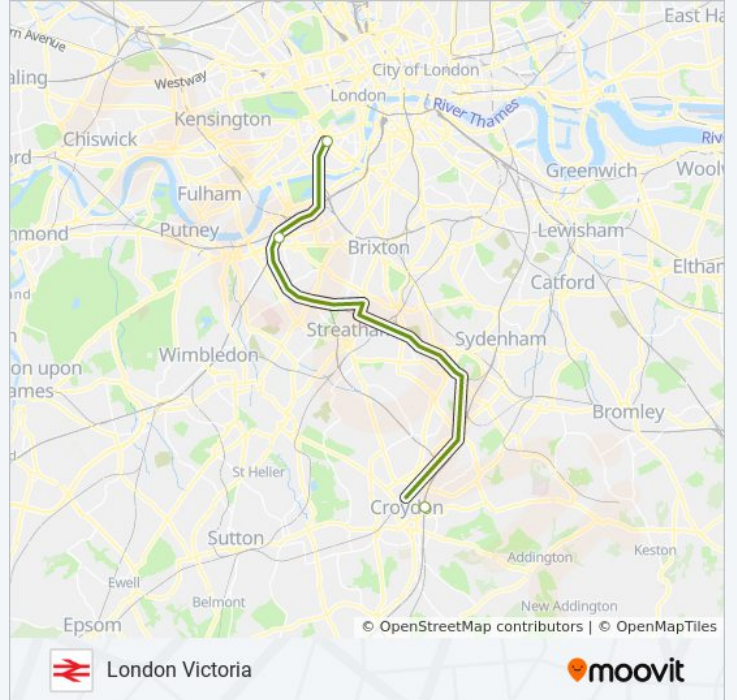 East Ha
rn Avenue
City of London
aling
Westway
London
River Thames
Kensington
Chiswick
Riv
ord
Greenwich
Woolw
Fulham
mond
Putney
Lewisham
Brixton
Eltham
Catford
nd
Streatham
Sydenham
Wimbledon
on upon
ames
Bromley
St Helier
Croydon
Sutton
Keston
Addington
Ewell
Belmont
New Addington
Epsom
© OpenStreetMap contributors | © OpenMapTiles
London Victoria
moovit